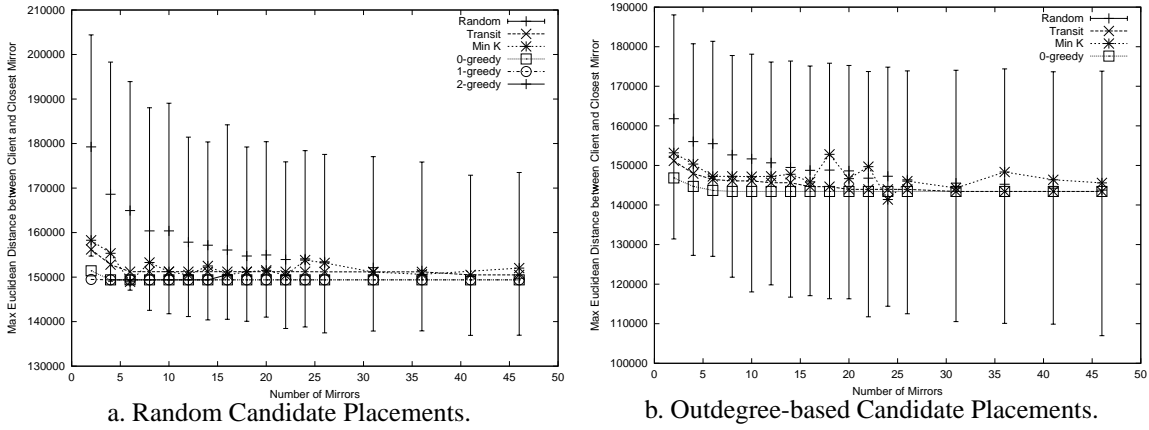 210000
200000
190000
180000
170000
160000
150000
140000
130000
Max Euclidean Distance between Client and Closest Mirror
0 5 10 15 20 25 30 35 40 45 50
Number of Mirrors
Random
Transit
Min K
0-greedy
1-greedy
2-greedy
a. Random Candidate Placements.
190000
180000
170000
160000
150000
140000
130000
120000
110000
100000
Max Euclidean Distance between Client and Closest Mirror
0 5 10 15 20 25 30 35 40 45 50
Number of Mirrors
Random
Transit
Min K
0-greedy
b. Outdegree-based Candidate Placements.